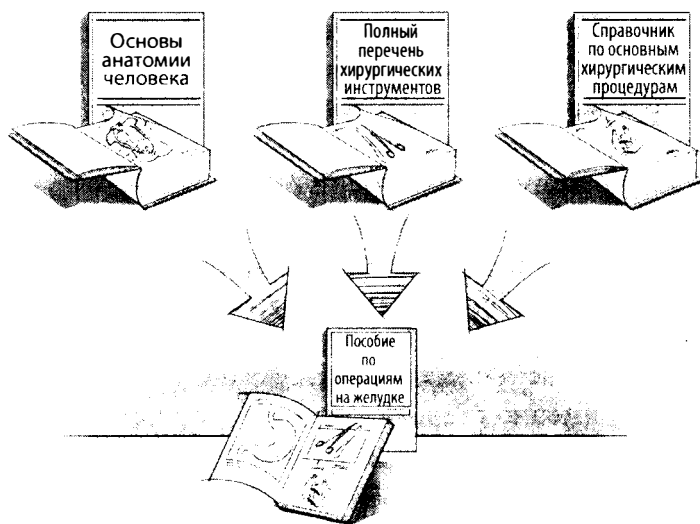 Основы
анатомии
человека
Полный
перечень
хирургических
инструментов
Справочник
по основным
хирургическим
процедурам
Пособие
по
операциям
на желудке